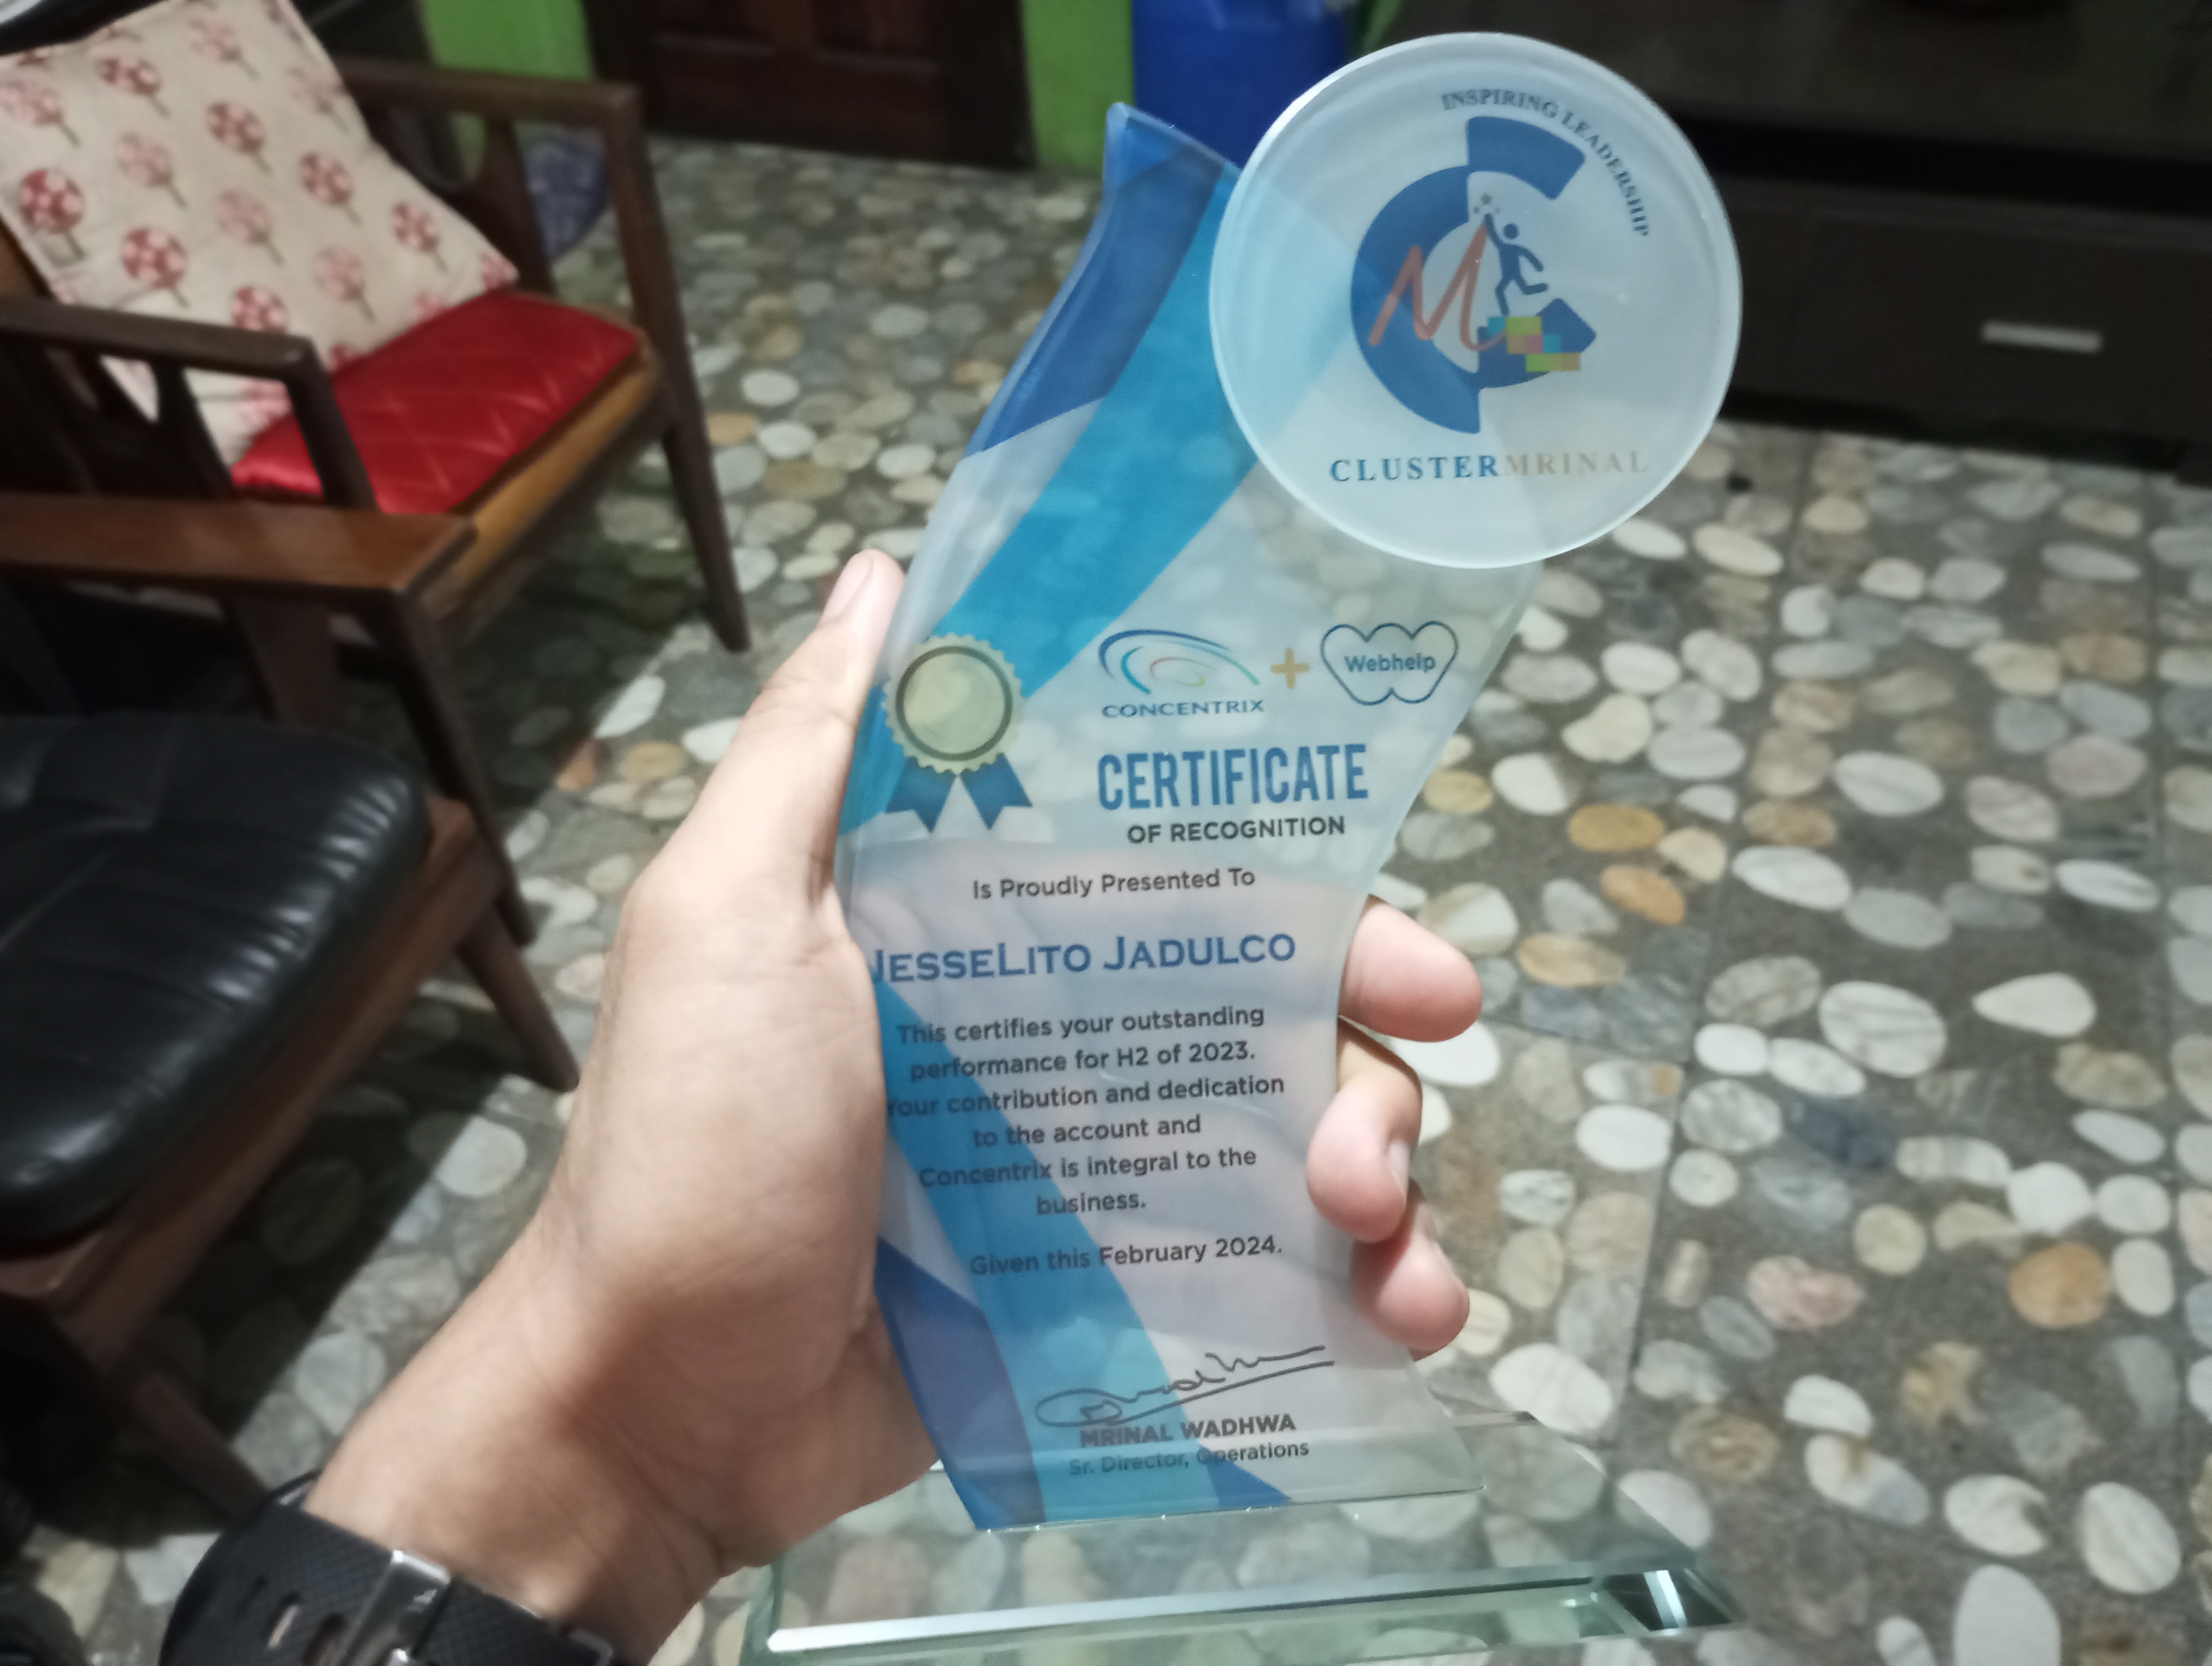 INSPIRING LEADERSHIP
M
CLUSTERMRINAL
CONCENTRIX + Webhelp
CERTIFICATE
OF RECOGNITION
Is Proudly Presented To
JESSELITO JADULCO
This certifies your outstanding
performance for H2 of 2023.
Your contribution and dedication
to the account and
Concentrix is integral to the
business.
Given this February 2024.
MRINAL WADHWA
Sr. Director, Operations